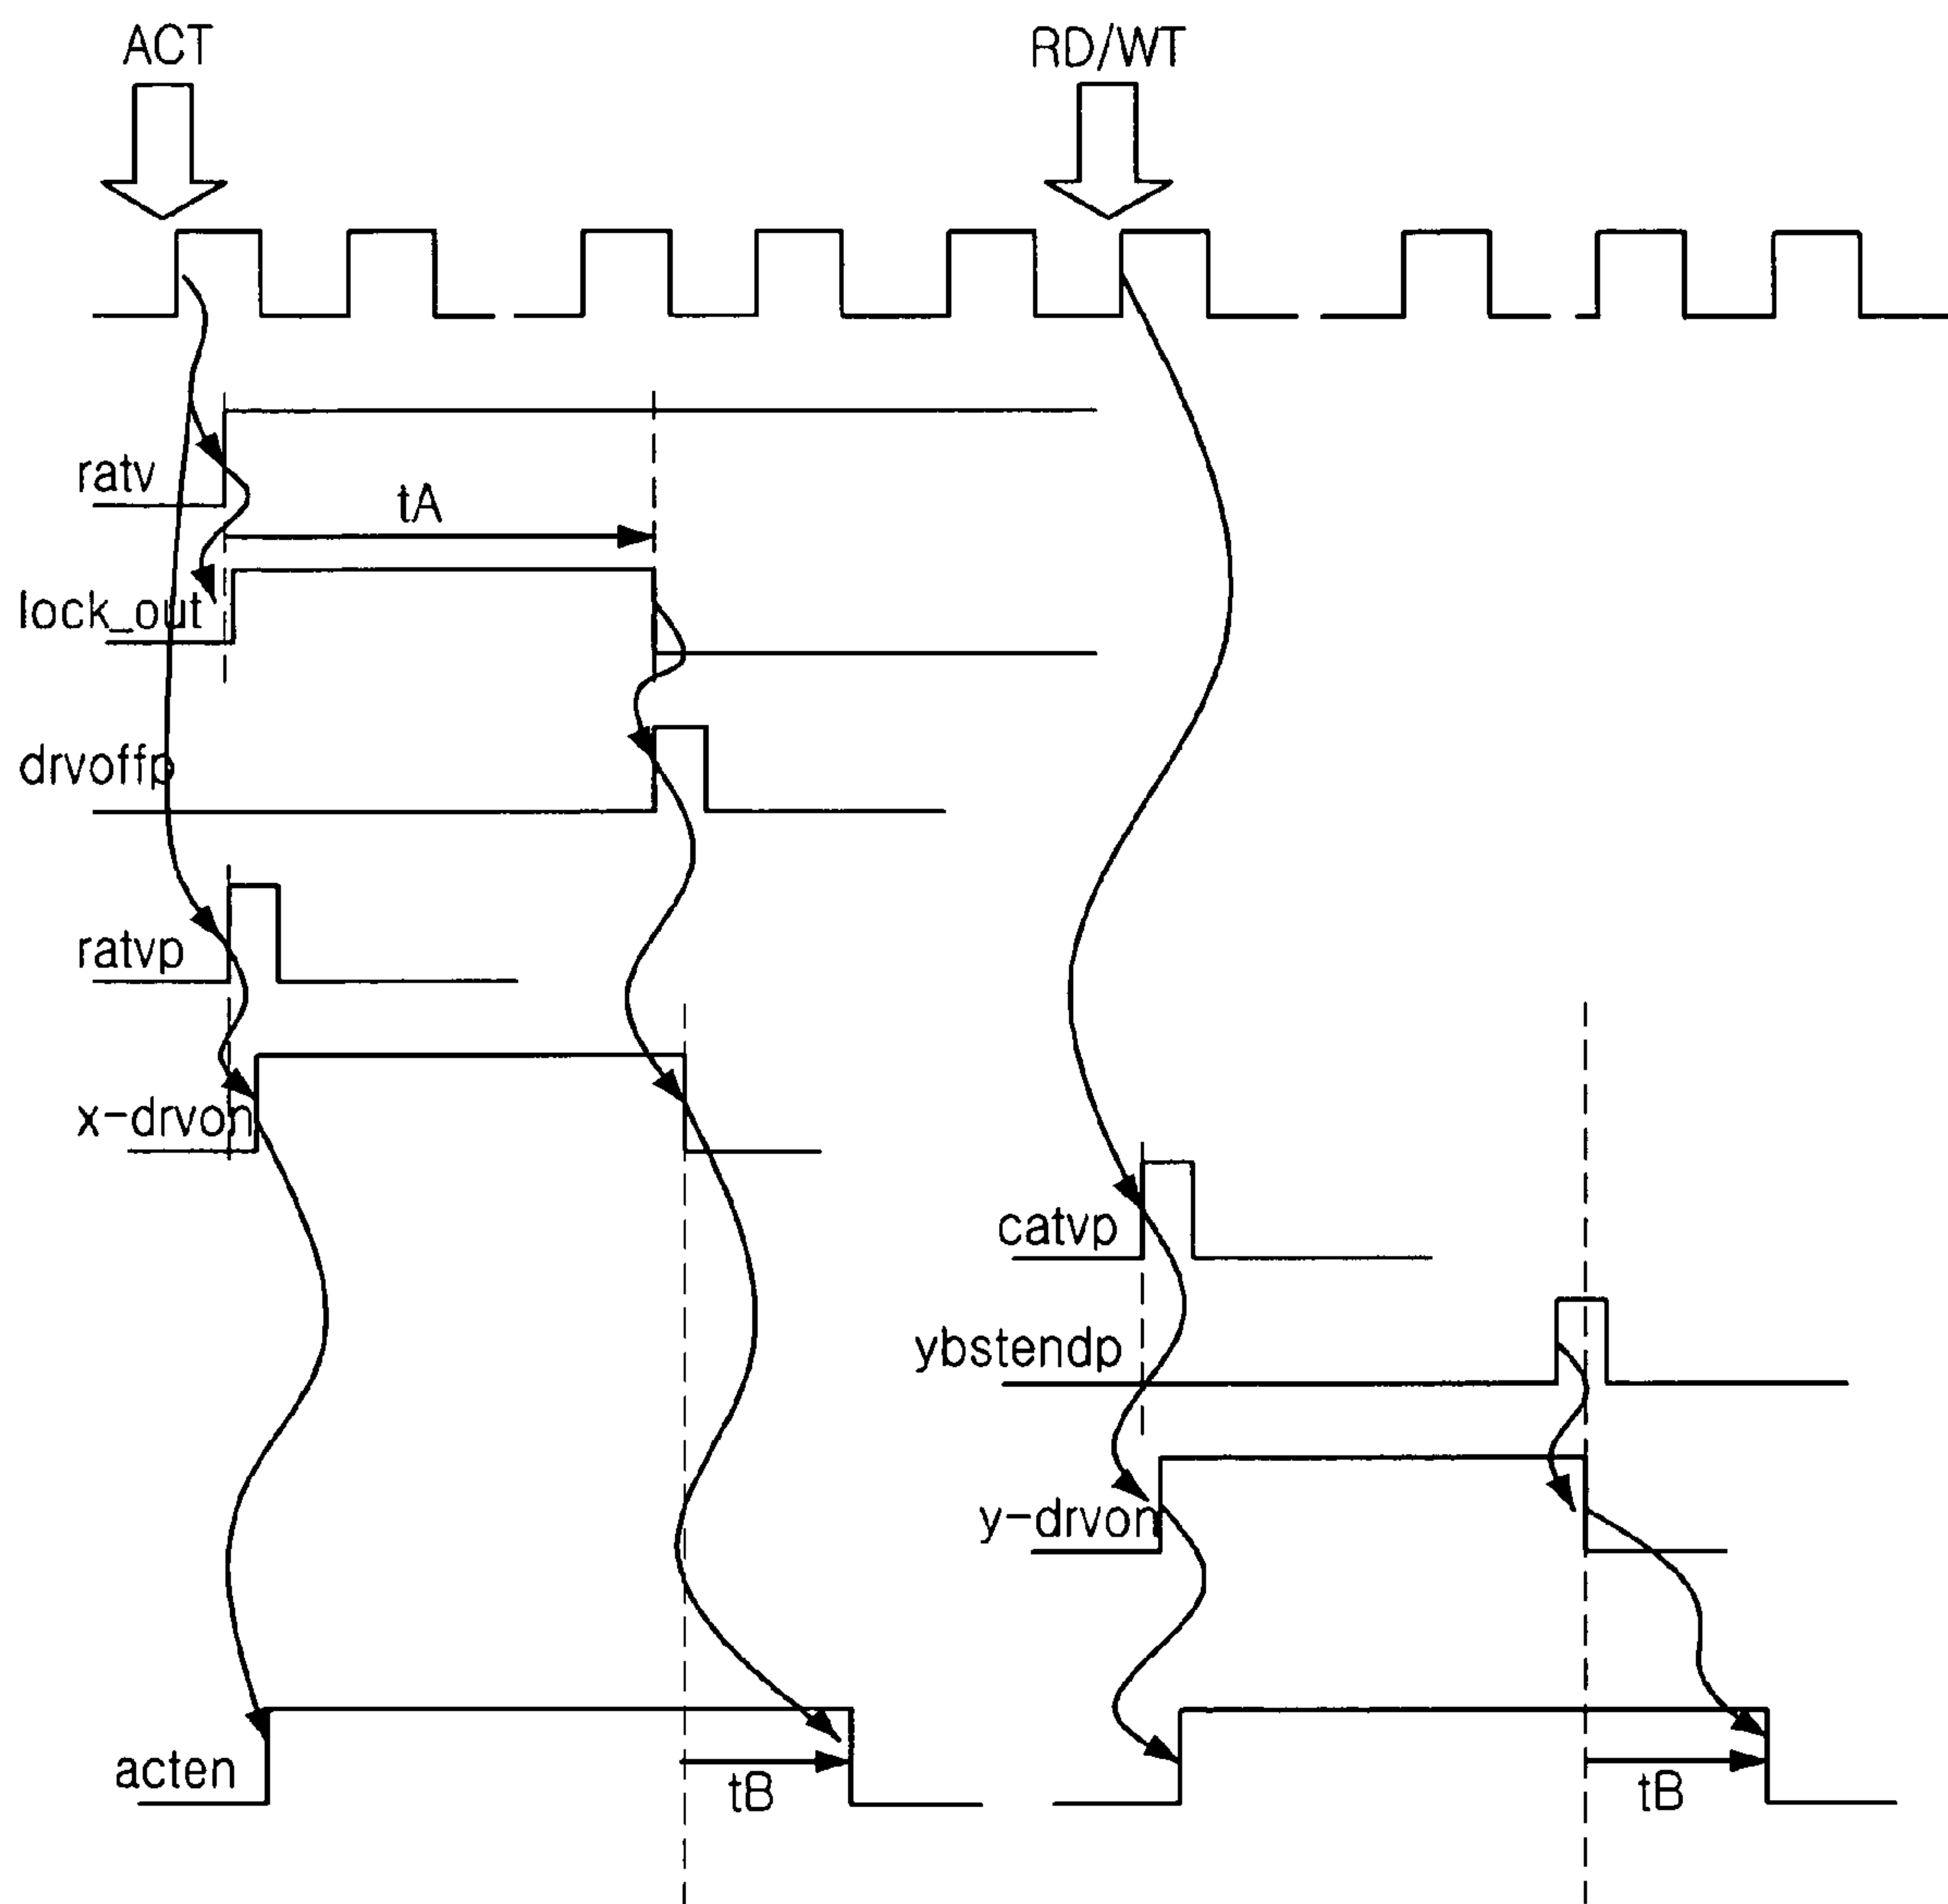 ACT
RD/WT
ratv
tA
lock_out
drvoffp
ratvp
x-drvon
catvp
ybstendp
y-drvon
acten
tB
tB